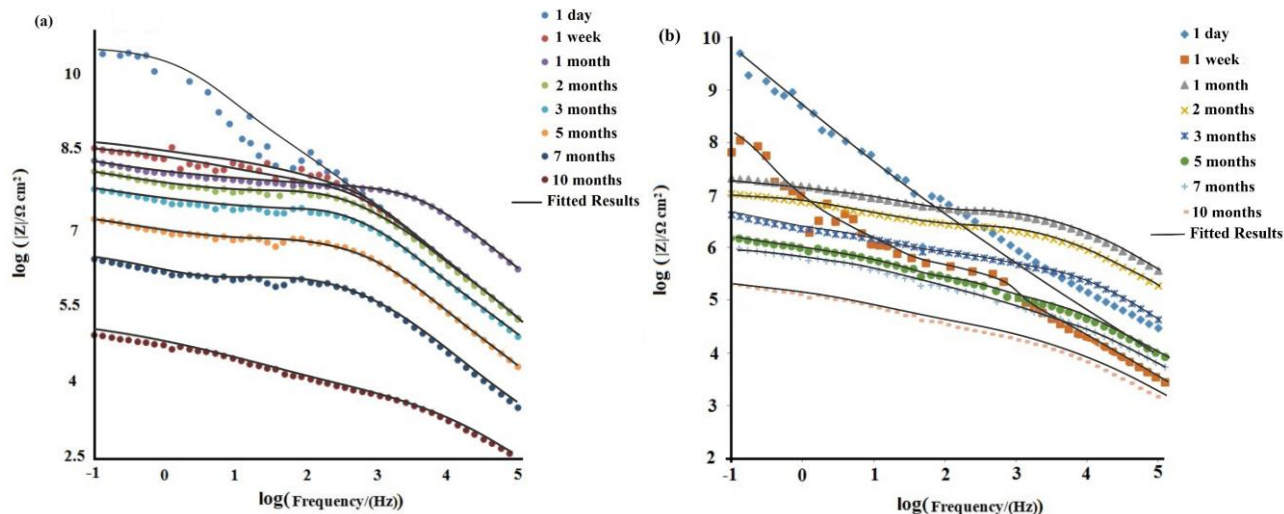 (a)
log (|Z|/Ω cm²)
10
8.5
7
5.5
4
2.5
-1
0
1
2
3
4
5
log(Frequency/(Hz))
1 day
1 week
1 month
2 months
3 months
5 months
7 months
10 months
Fitted Results
(b)
log (|Z|/Ω cm²)
10
9
8
7
6
5
4
3
2
-1
0
1
2
3
4
5
log(Frequency/(Hz))
1 day
1 week
1 month
2 months
3 months
5 months
7 months
10 months
Fitted Results